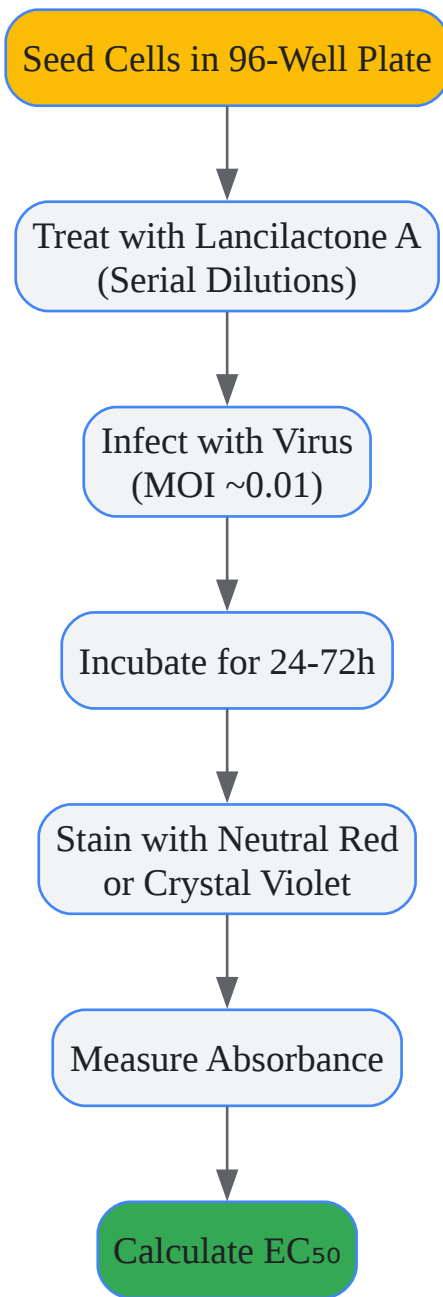 Seed Cells in 96-Well Plate
Treat with Lancilactone A
(Serial Dilutions)
Infect with Virus
(MOI ~0.01)
Incubate for 24-72h
Stain with Neutral Red
or Crystal Violet
Measure Absorbance
Calculate EC₅₀